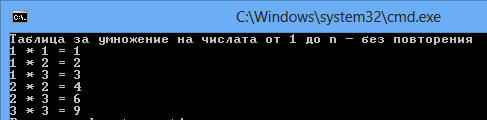 C:\Windows\system32\cmd.exe
Таблица за умножение на числата от 1 до n - без повторения
1 * 1 = 1
1 * 2 = 2
1 * 3 = 3
2 * 2 = 4
2 * 3 = 6
3 * 3 = 9